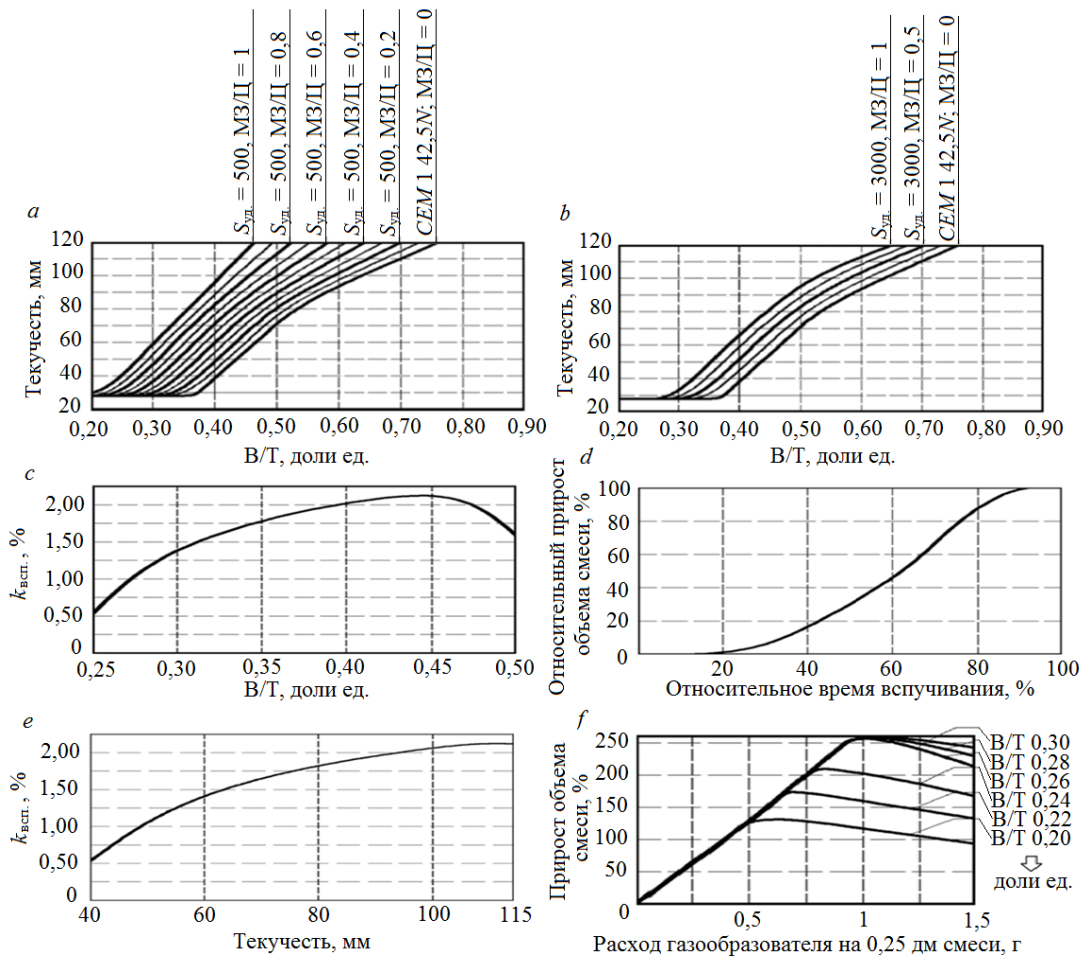 Sуд. = 500, МЗ/Ц = 1
Sуд. = 500, МЗ/Ц = 0,8
Sуд. = 500, МЗ/Ц = 0,6
Sуд. = 500, МЗ/Ц = 0,4
Sуд. = 500, МЗ/Ц = 0,2
CEM 1 42,5N; МЗ/Ц = 0
a
Текучесть, мм
120
100
80
60
40
20
0,20 0,30 0,40 0,50 0,60 0,70 0,80 0,90
В/Т, доли ед.
Sуд. = 3000, МЗ/Ц = 1
Sуд. = 3000, МЗ/Ц = 0,5
CEM 1 42,5N; МЗ/Ц = 0
b
Текучесть, мм
120
100
80
60
40
20
0,20 0,30 0,40 0,50 0,60 0,70 0,80 0,90
В/Т, доли ед.
c
kвсп., %
2,00
1,50
1,00
0,50
0
0,25 0,30 0,35 0,40 0,45 0,50
В/Т, доли ед.
d
Относительный прирост
объема смеси, %
100
80
60
40
20
0
20 40 60 80 100
Относительное время вспучивания, %
e
kвсп., %
2,00
1,50
1,00
0,50
0
40 60 80 100 115
Текучесть, мм
f
Прирост объема
смеси, %
250
200
150
100
50
0
0,5 1 1,5
Расход газообразователя на 0,25 дм смеси, г
В/Т 0,30
В/Т 0,28
В/Т 0,26
В/Т 0,24
В/Т 0,22
В/Т 0,20
доли ед.